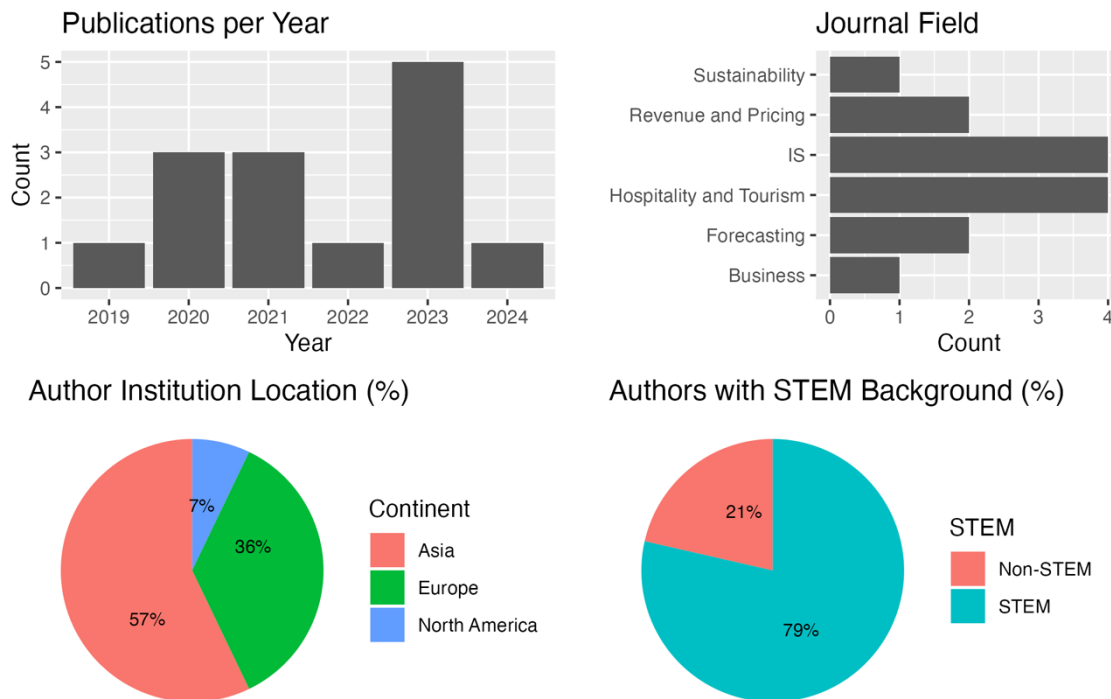 Publications per Year
5
4
3
2
1
0
Count
2019 2020 2021 2022 2023 2024
Year
Journal Field
Sustainability
Revenue and Pricing
IS
Hospitality and Tourism
Forecasting
Business
0 1 2 3 4
Count
Author Institution Location (%)
7%
36%
57%
Continent
Asia
Europe
North America
Authors with STEM Background (%)
21%
79%
STEM
Non-STEM
STEM